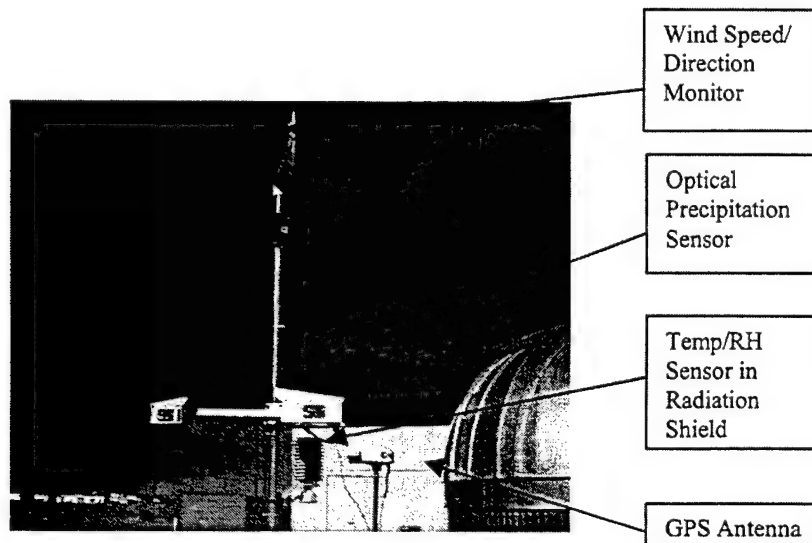 Wind Speed/
Direction
Monitor
Optical
Precipitation
Sensor
Temp/RH
Sensor in
Radiation
Shield
GPS Antenna